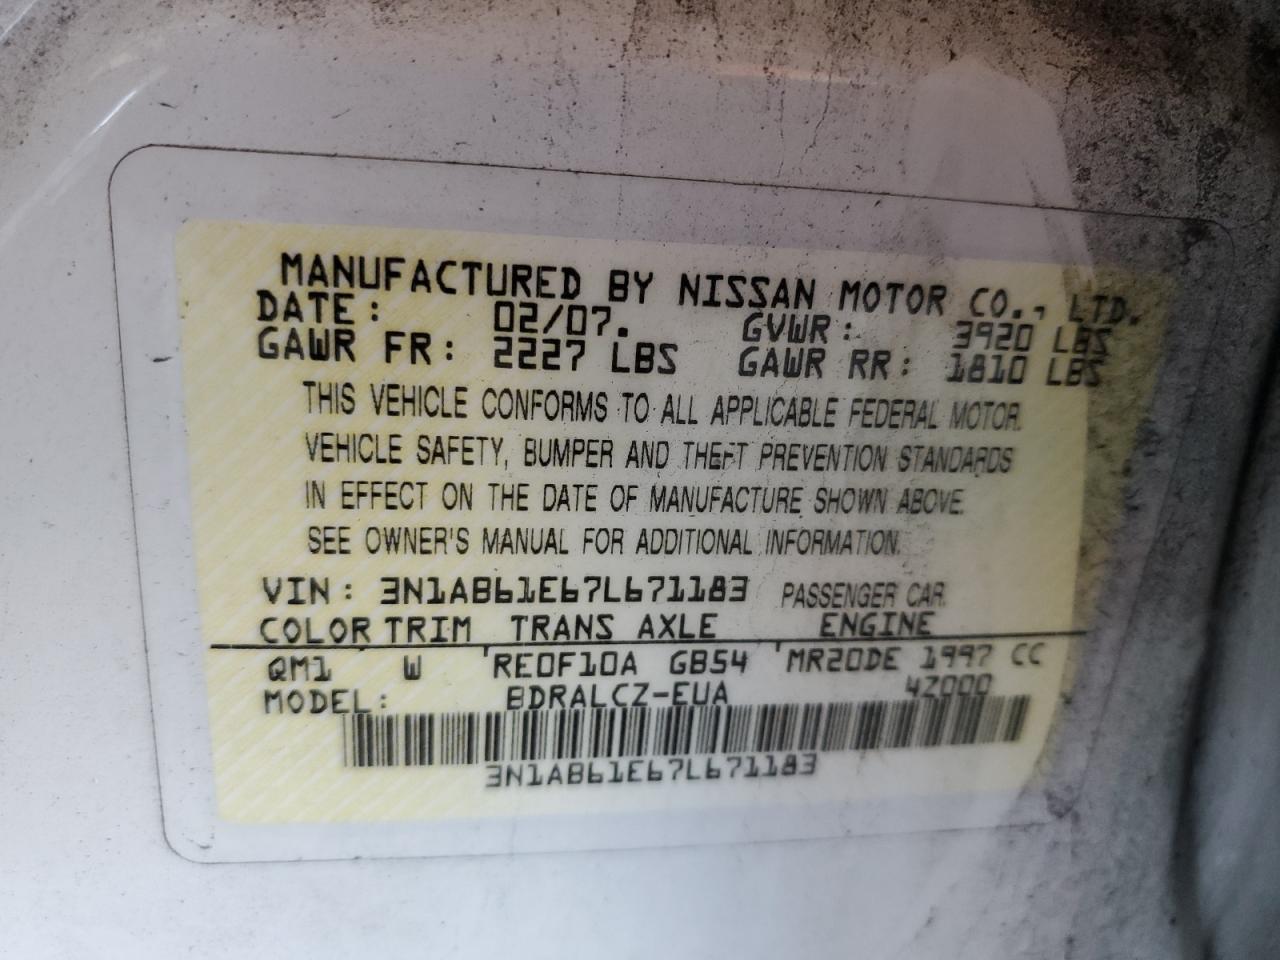 MANUFACTURED BY NISSAN MOTOR CO., LTD.
DATE: 02/07. GVWR: 3920 LBS
GAWR FR: 2227 LBS GAWR RR: 1810 LBS
THIS VEHICLE CONFORMS TO ALL APPLICABLE FEDERAL MOTOR
VEHICLE SAFETY, BUMPER AND THEFT PREVENTION STANDARDS
IN EFFECT ON THE DATE OF MANUFACTURE SHOWN ABOVE.
SEE OWNER'S MANUAL FOR ADDITIONAL INFORMATION.
VIN: 3N1AB61E67L671183 PASSENGER CAR
COLOR TRIM TRANS AXLE ENGINE
QM1 W 'RE0F10A GB54 'MR20DE 1997 CC
MODEL: BDRALCZ-EUA 4Z000
3N1AB61E67L671183